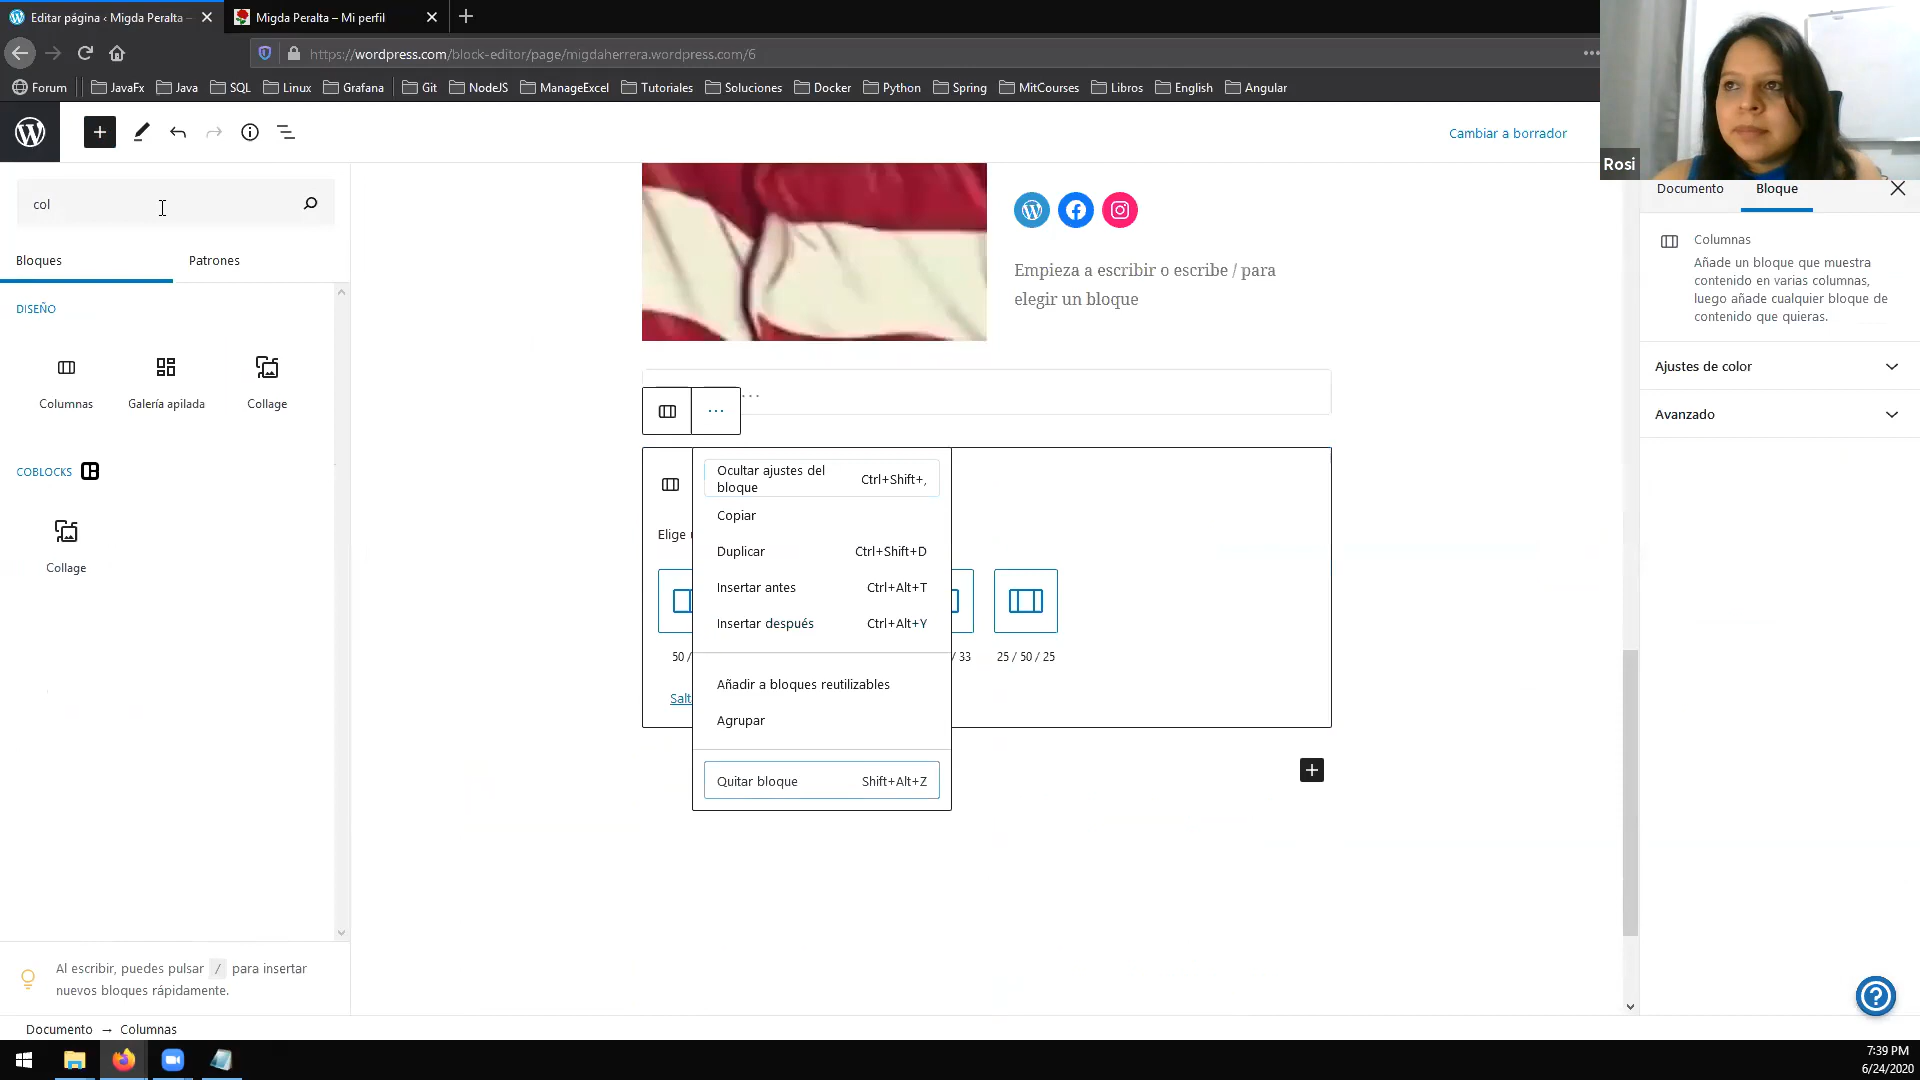 Editar página ‹ Migda Peralta –
Migda Peralta – Mi perfil
https://wordpress.com/block-editor/page/migdaherrera.wordpress.com/6
Forum
JavaFx
Java
SQL
Linux
Grafana
Git
NodeJS
ManageExcel
Tutoriales
Soluciones
Docker
Python
Spring
MitCourses
Libros
English
Angular
Cambiar a borrador
Rosi
col
Bloques
Patrones
DISEÑO
Columnas
Galería apilada
Collage
COBLOCKS
Collage
Al escribir, puedes pulsar / para insertar
nuevos bloques rápidamente.
Empieza a escribir o escribe / para
elegir un bloque
Elige
Ocultar ajustes del
bloque
Ctrl+Shift+,
Copiar
Duplicar Ctrl+Shift+D
Insertar antes Ctrl+Alt+T
Insertar después Ctrl+Alt+Y
Añadir a bloques reutilizables
Agrupar
Quitar bloque Shift+Alt+Z
50 /
/ 33
25 / 50 / 25
Salt
Documento
Bloque
Columnas
Añade un bloque que muestra
contenido en varias columnas,
luego añade cualquier bloque de
contenido que quieras.
Ajustes de color
Avanzado
Documento → Columnas
7:39 PM
6/24/2020